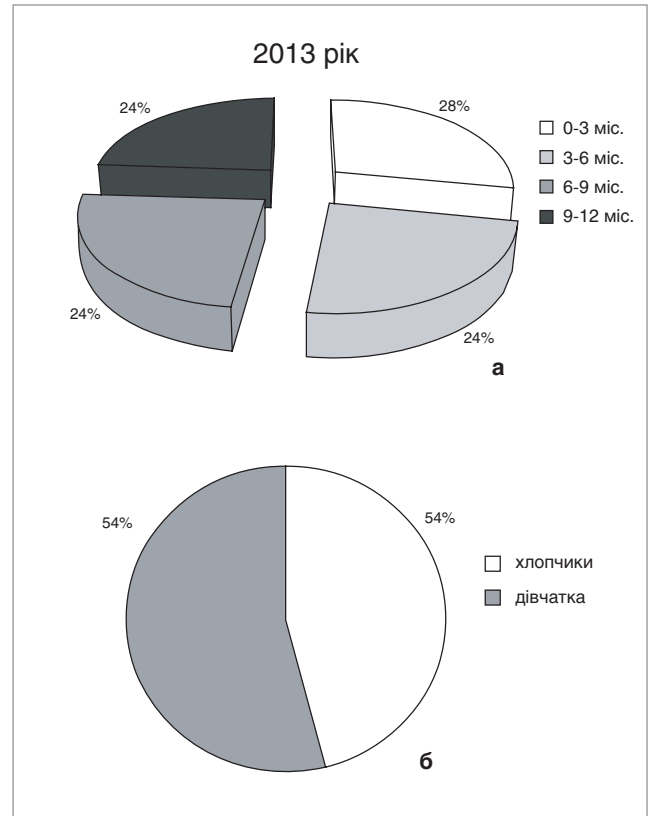 2013 рік
24%
28%
0-3 міс.
3-6 міс.
6-9 міс.
9-12 міс.
24%
24%
а
54%
54%
хлопчики
дівчатка
б